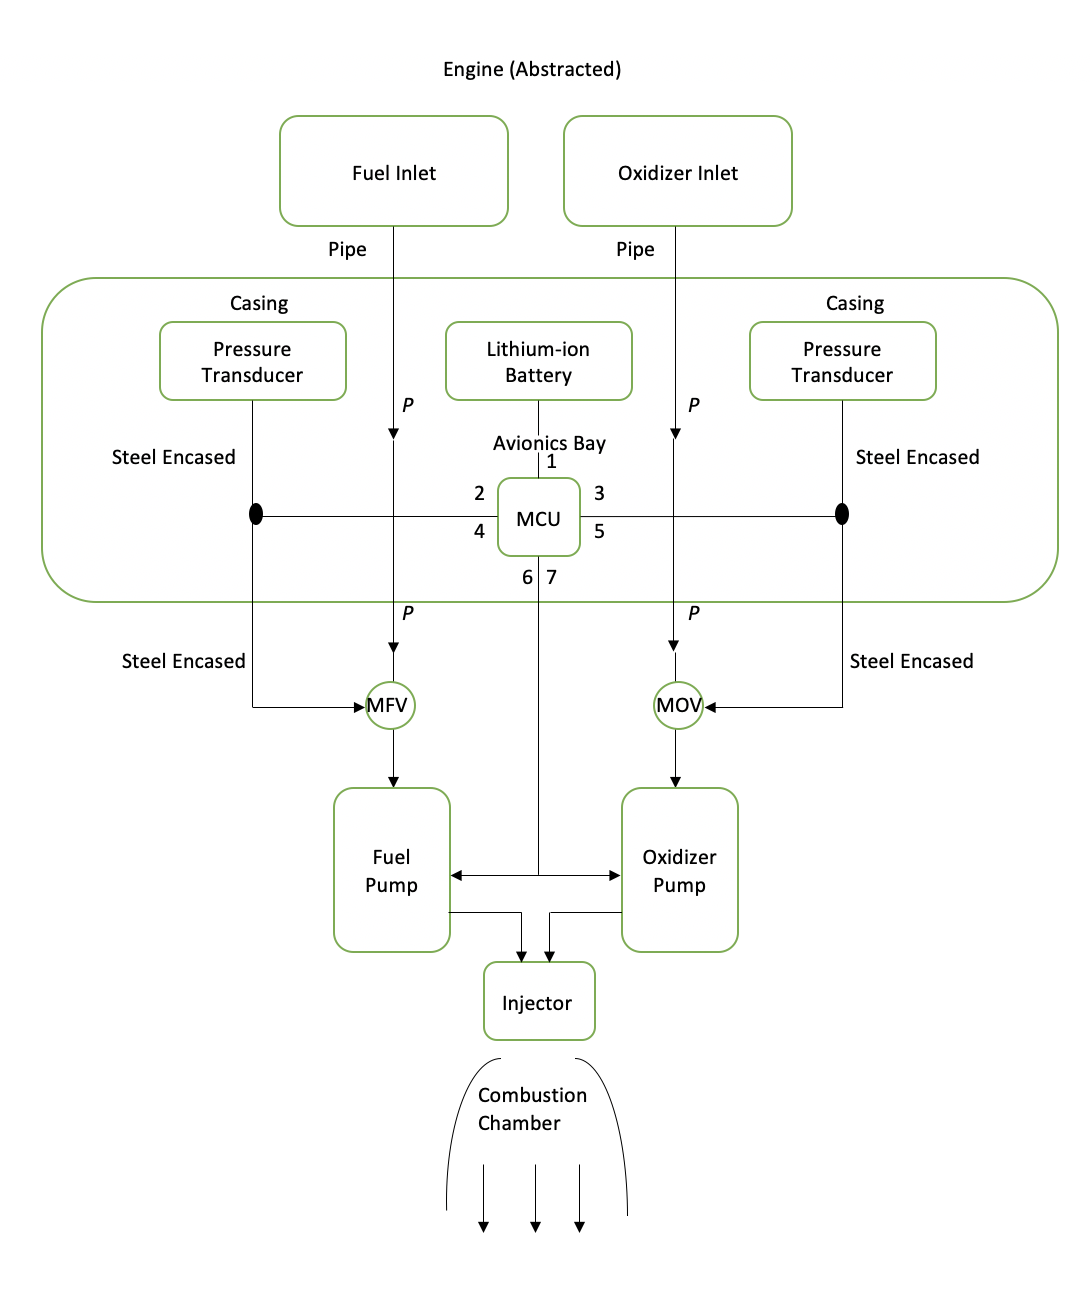 Engine (Abstracted)
Fuel Inlet
Oxidizer Inlet
Pipe
Pipe
Casing
Casing
Pressure
Transducer
Lithium-ion
Battery
Pressure
Transducer
P
P
Avionics Bay
Steel Encased
Steel Encased
1
2
3
MCU
4
5
6
7
P
P
Steel Encased
Steel Encased
MFV
MOV
Fuel
Pump
Oxidizer
Pump
Injector
Combustion
Chamber